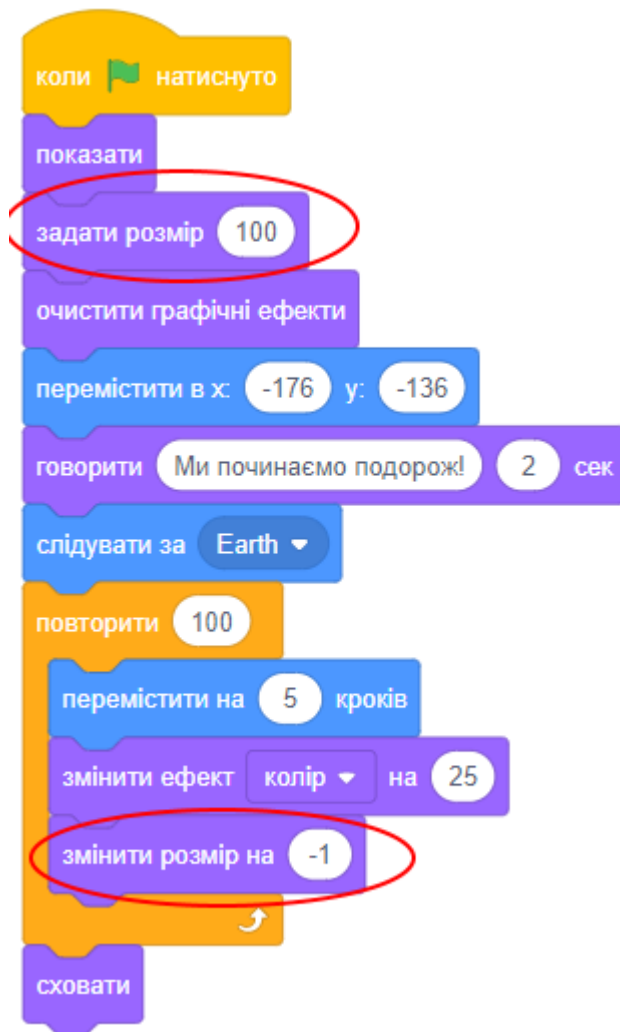 коли натиснуто
показати
задати розмір 100
очистити графічні ефекти
перемістити в x: -176 y: -136
говорити Ми починаємо подорож! 2 сек
слідувати за Earth
повторити 100
перемістити на 5 кроків
змінити ефект колір на 25
змінити розмір на -1
сховати